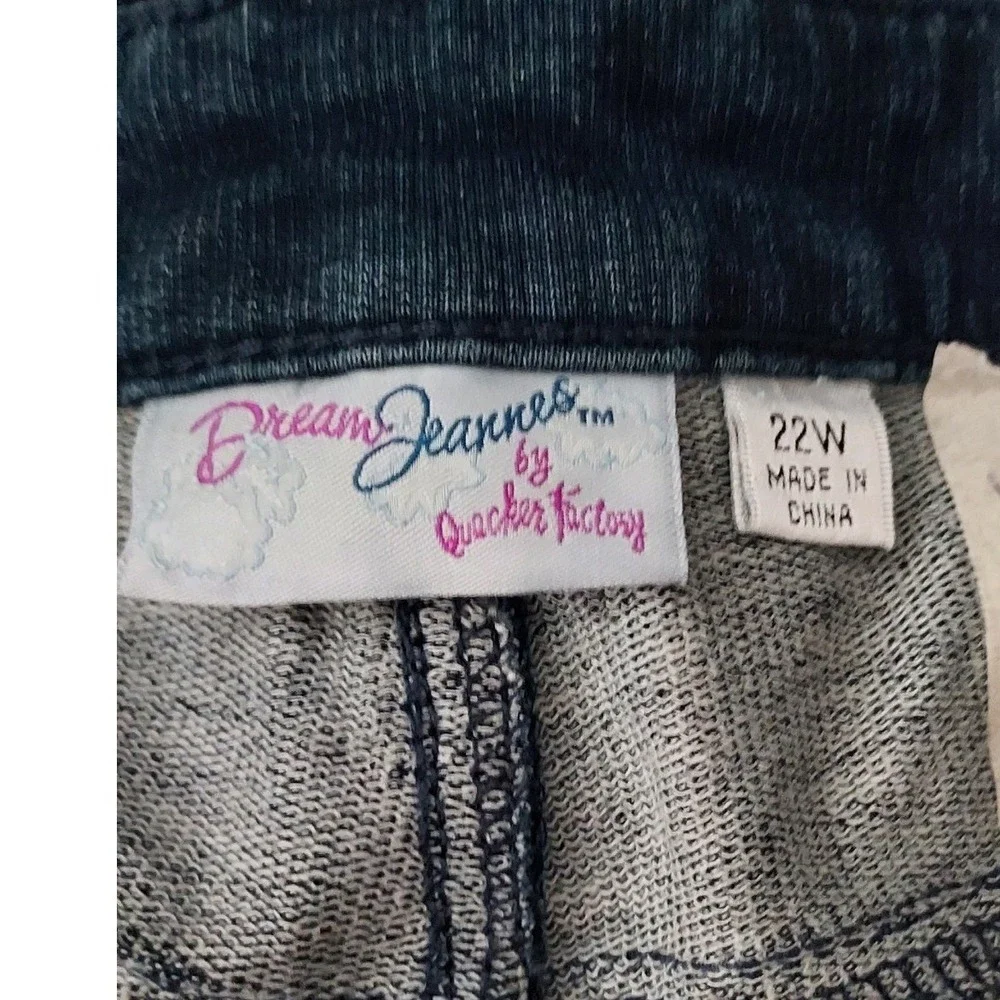 Dream Jeannes™
by
Quacker Factory
22W
MADE IN
CHINA